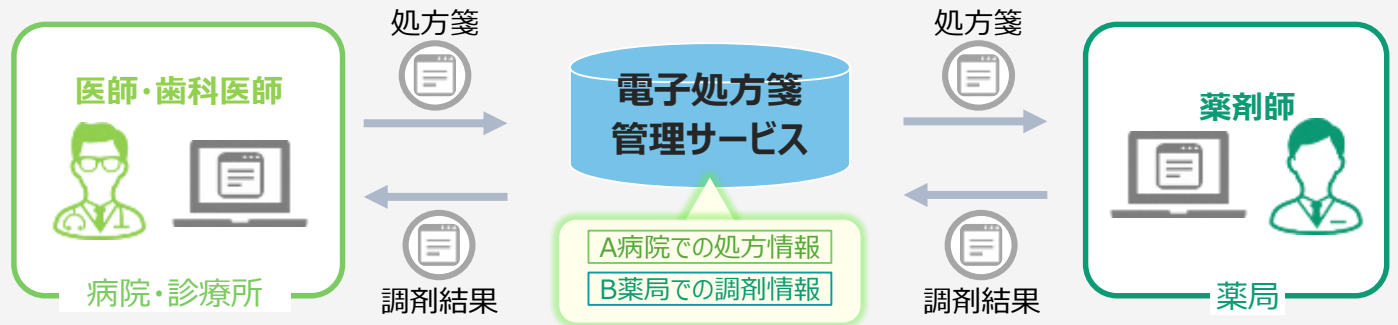 処方箋
処方箋
医師・歯科医師
電子処方箋
管理サービス
薬剤師
A病院での処方情報
B薬局での調剤情報
病院・診療所
調剤結果
調剤結果
薬局